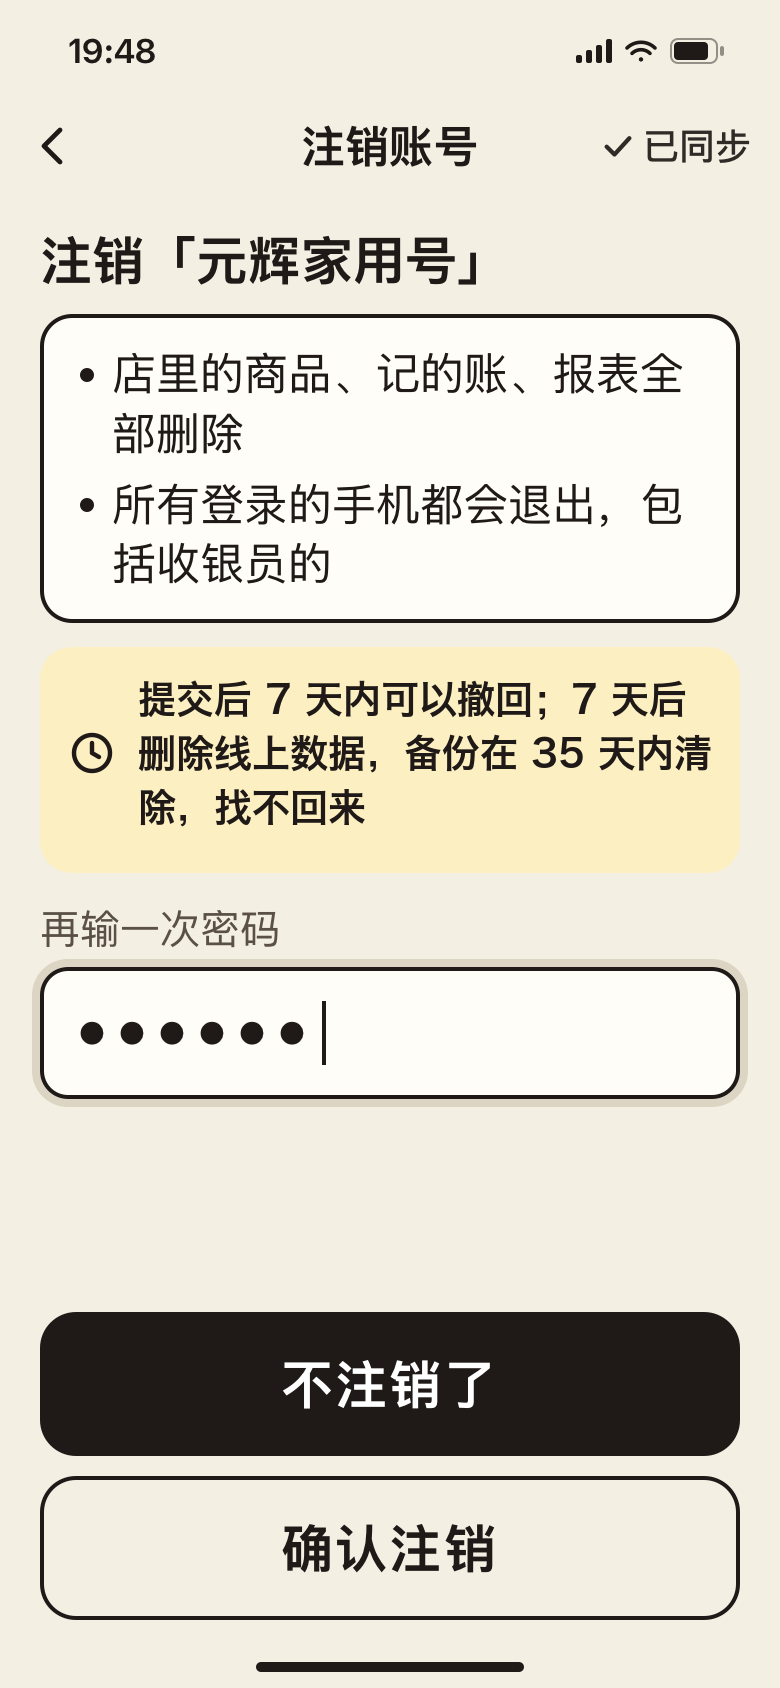 19:48
注销账号
已同步
注销「元辉家用号」
• 店里的商品、记的账、报表全
部删除
• 所有登录的手机都会退出，包
括收银员的
提交后 7 天内可以撤回；7 天后
删除线上数据，备份在 35 天内清
除，找不回来
再输一次密码
●●●●●●
不注销了
确认注销